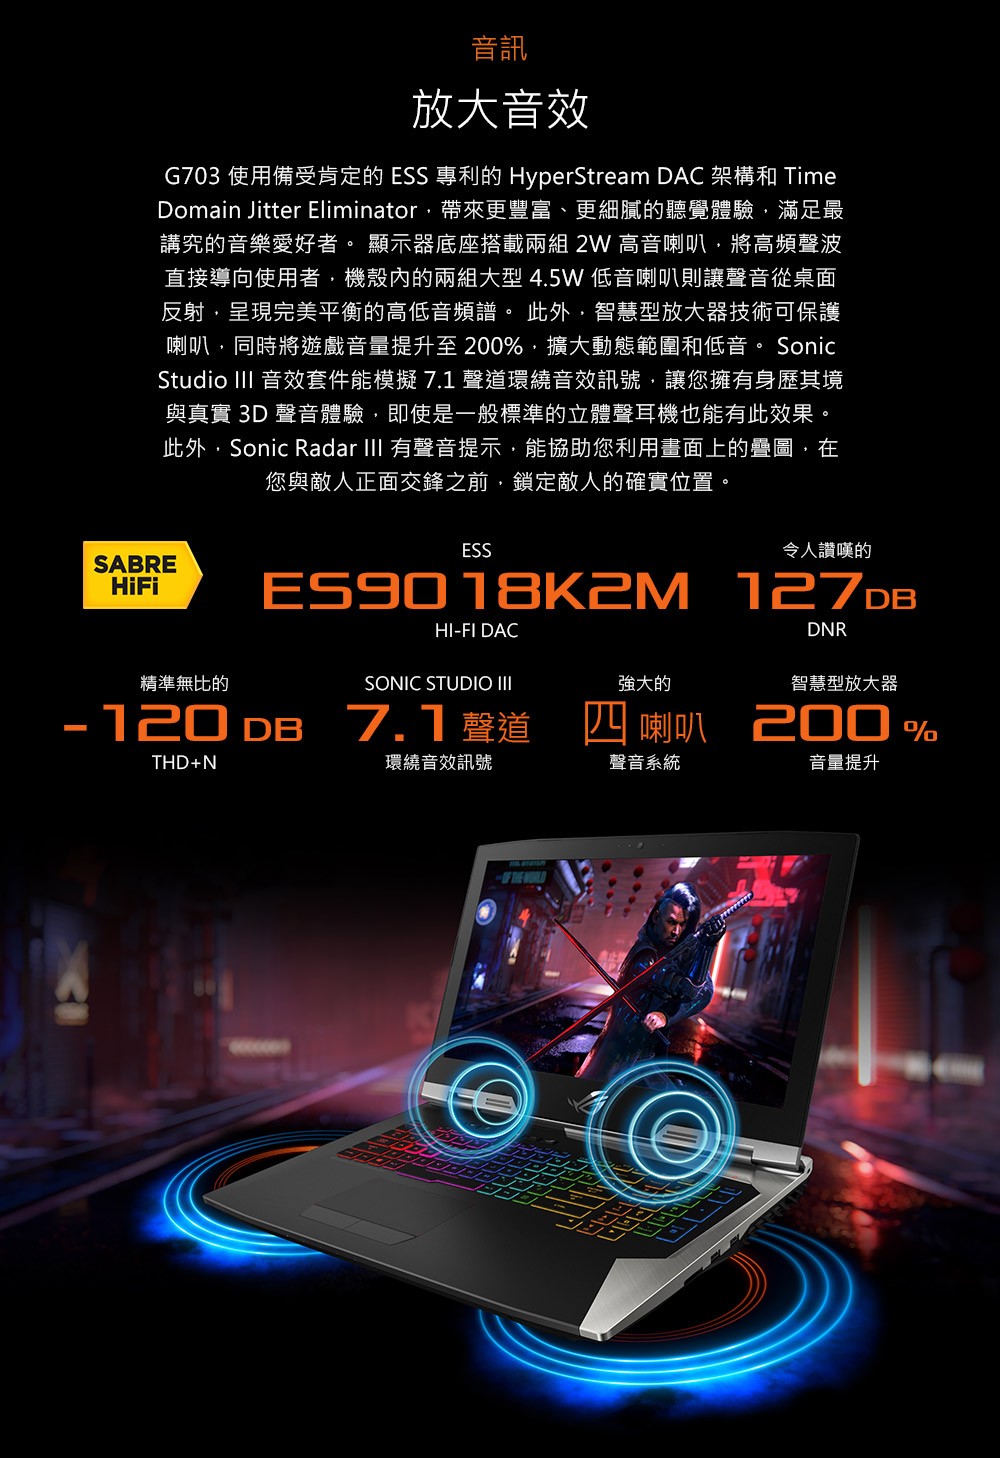 音訊
放大音效
G703 使用備受肯定的 ESS 專利的 HyperStream DAC 架構和 Time
Domain Jitter Eliminator，帶來更豐富、更細膩的聽覺體驗，滿足最
講究的音樂愛好者。 顯示器底座搭載兩組 2W 高音喇叭，將高頻聲波
直接導向使用者，機殼內的兩組大型 4.5W 低音喇叭則讓聲音從桌面
反射，呈現完美平衡的高低音頻譜。 此外，智慧型放大器技術可保護
喇叭，同時將遊戲音量提升至 200%，擴大動態範圍和低音。 Sonic
Studio III 音效套件能模擬 7.1 聲道環繞音效訊號，讓您擁有身歷其境
與真實 3D 聲音體驗，即使是一般標準的立體聲耳機也能有此效果。
此外，Sonic Radar III 有聲音提示，能協助您利用畫面上的疊圖，在
您與敵人正面交鋒之前，鎖定敵人的確實位置。
SABRE
HiFi
ESS
ES9018K2M
HI-FI DAC
令人讚嘆的
127DB
DNR
精準無比的
-120 DB
THD+N
SONIC STUDIO III
7.1 聲道
環繞音效訊號
強大的
四 喇叭
聲音系統
智慧型放大器
200 %
音量提升
OF THE WORLD